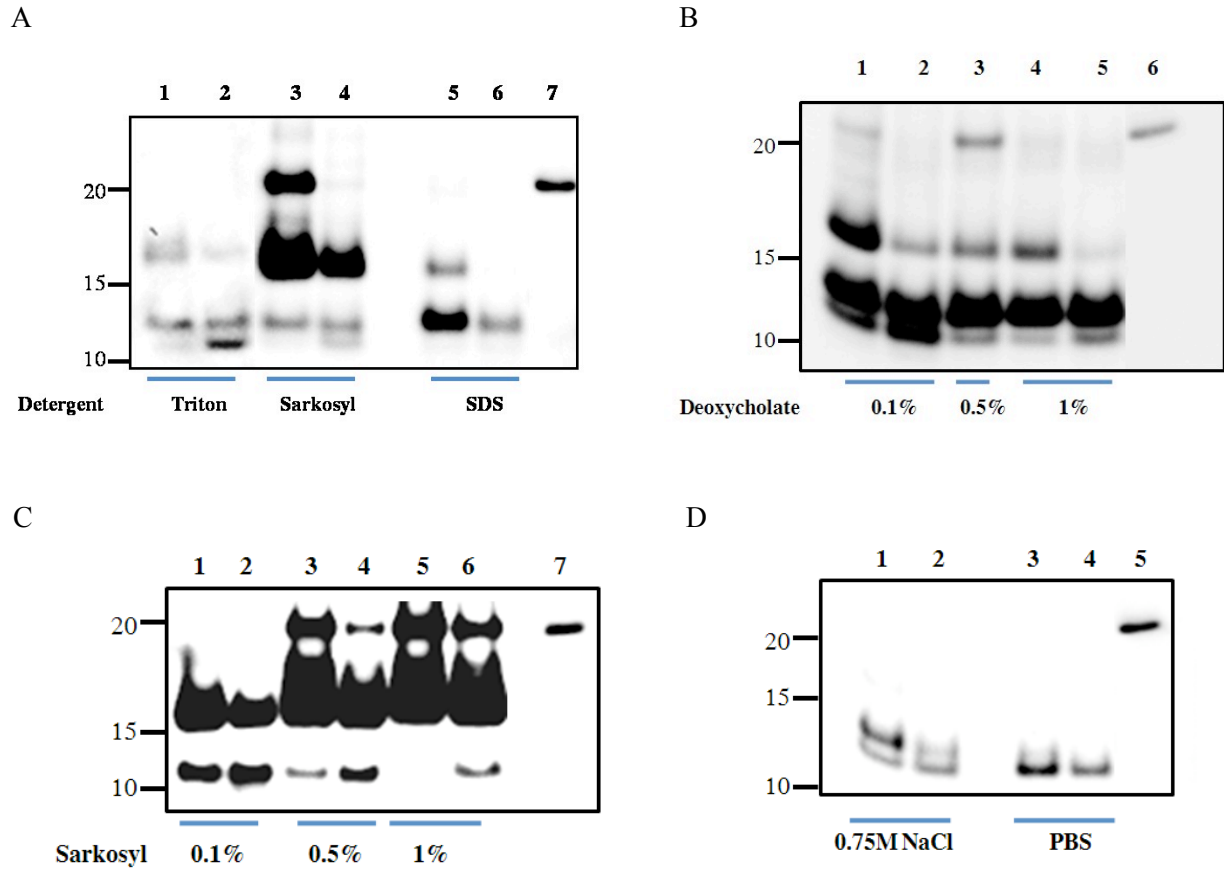 A
1 2 3 4 5 6 7
20
15
10
Detergent Triton Sarkosyl SDS
B
1 2 3 4 5 6
20
15
10
Deoxycholate 0.1% 0.5% 1%
C
1 2 3 4 5 6 7
20
15
10
Sarkosyl 0.1% 0.5% 1%
D
1 2 3 4 5
20
15
10
0.75M NaCl PBS